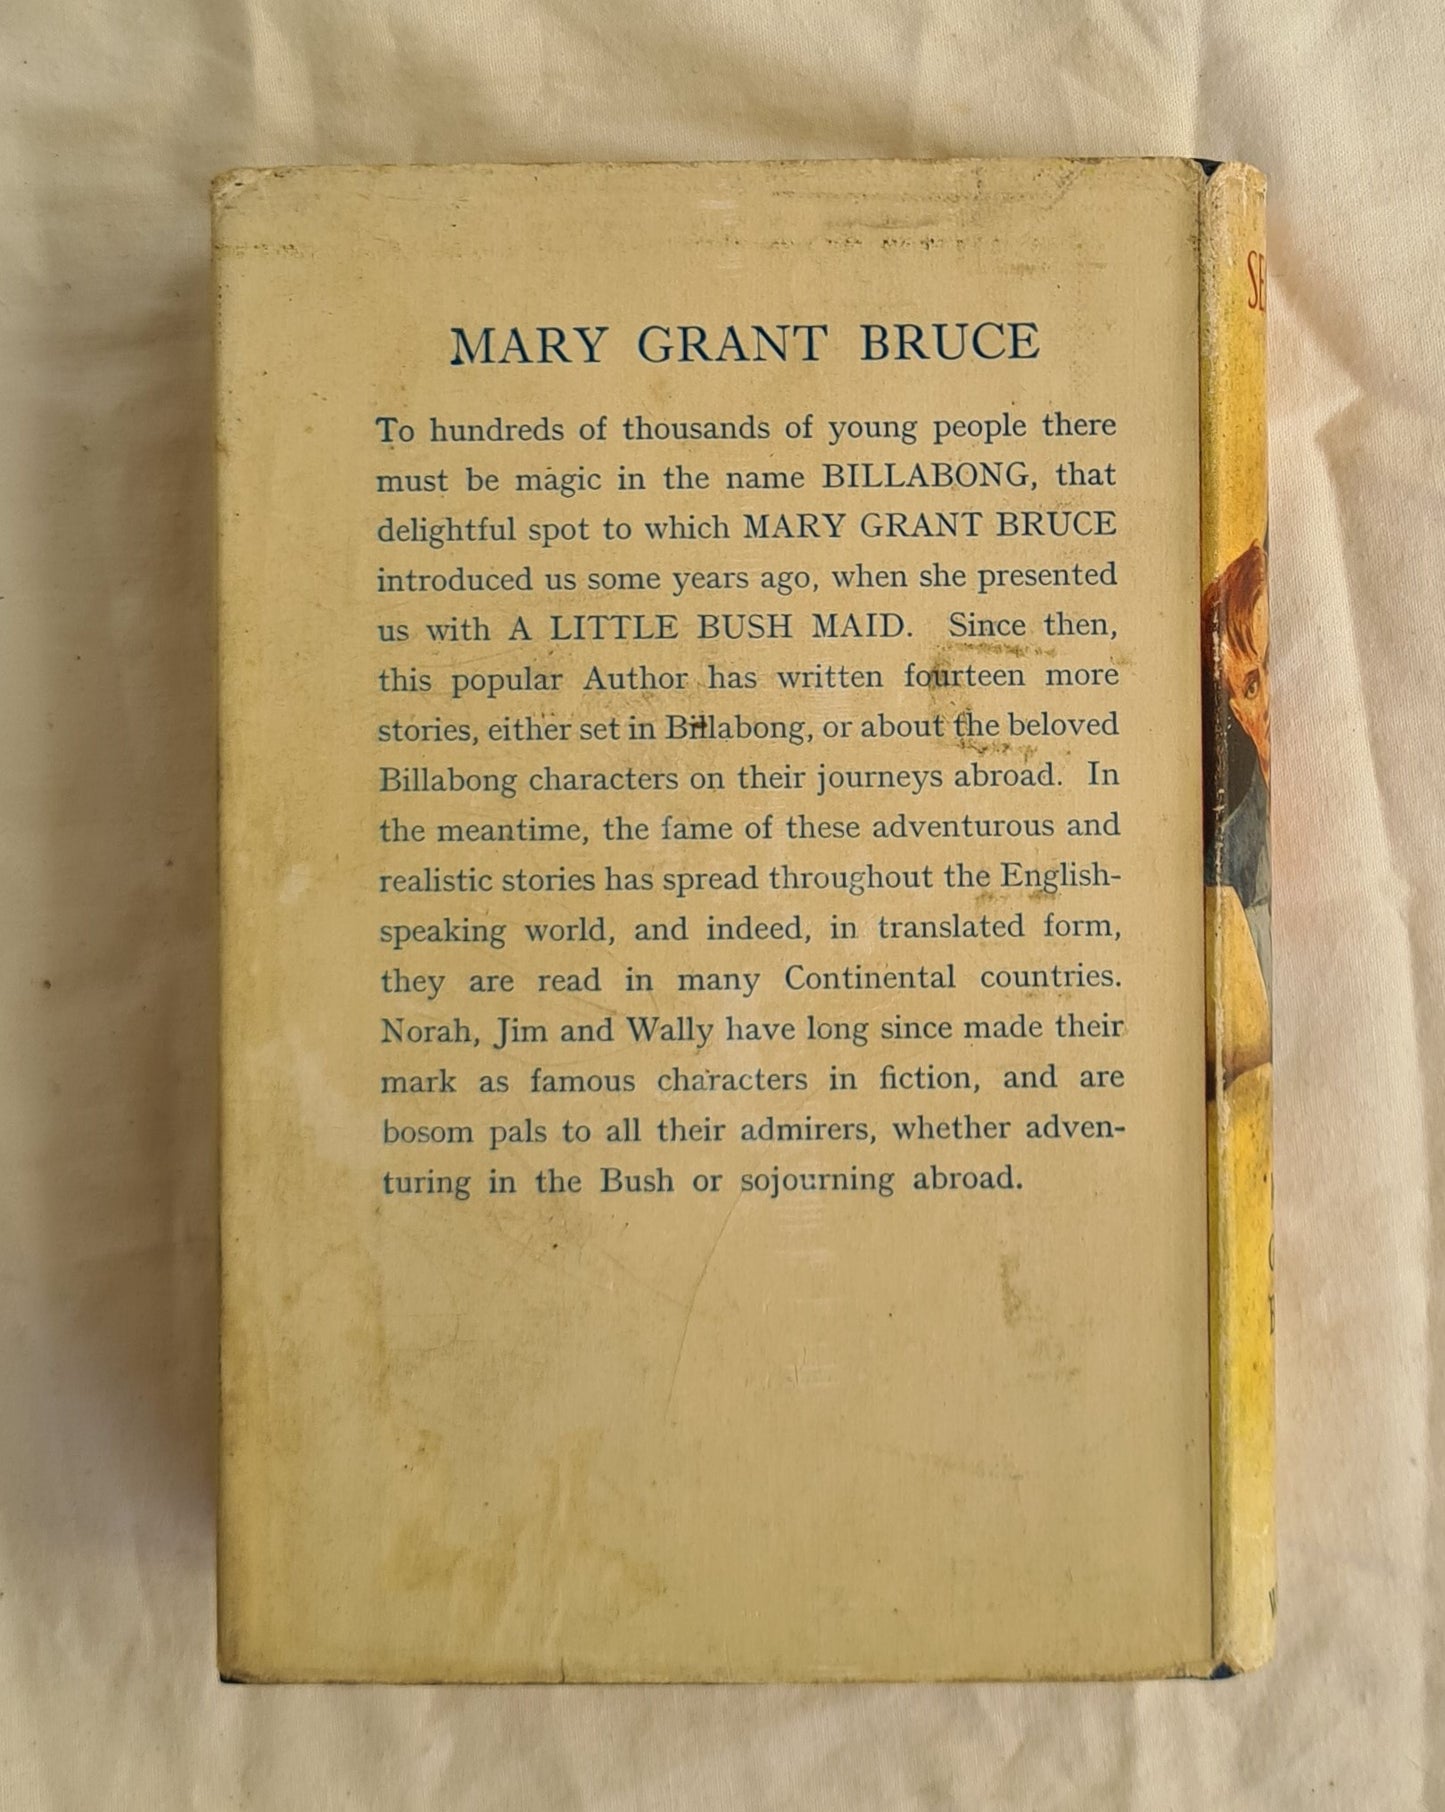 MARY GRANT BRUCE
To hundreds of thousands of young people there
must be magic in the name BILLABONG, that
delightful spot to which MARY GRANT BRUCE
introduced us some years ago, when she presented
us with A LITTLE BUSH MAID. Since then,
this popular Author has written fourteen more
stories, either set in Billabong, or about the beloved
Billabong characters on their journeys abroad. In
the meantime, the fame of these adventurous and
realistic stories has spread throughout the English-
speaking world, and indeed, in translated form,
they are read in many Continental countries.
Norah, Jim and Wally have long since made their
mark as famous characters in fiction, and are
bosom pals to all their admirers, whether adven-
turing in the Bush or sojourning abroad.